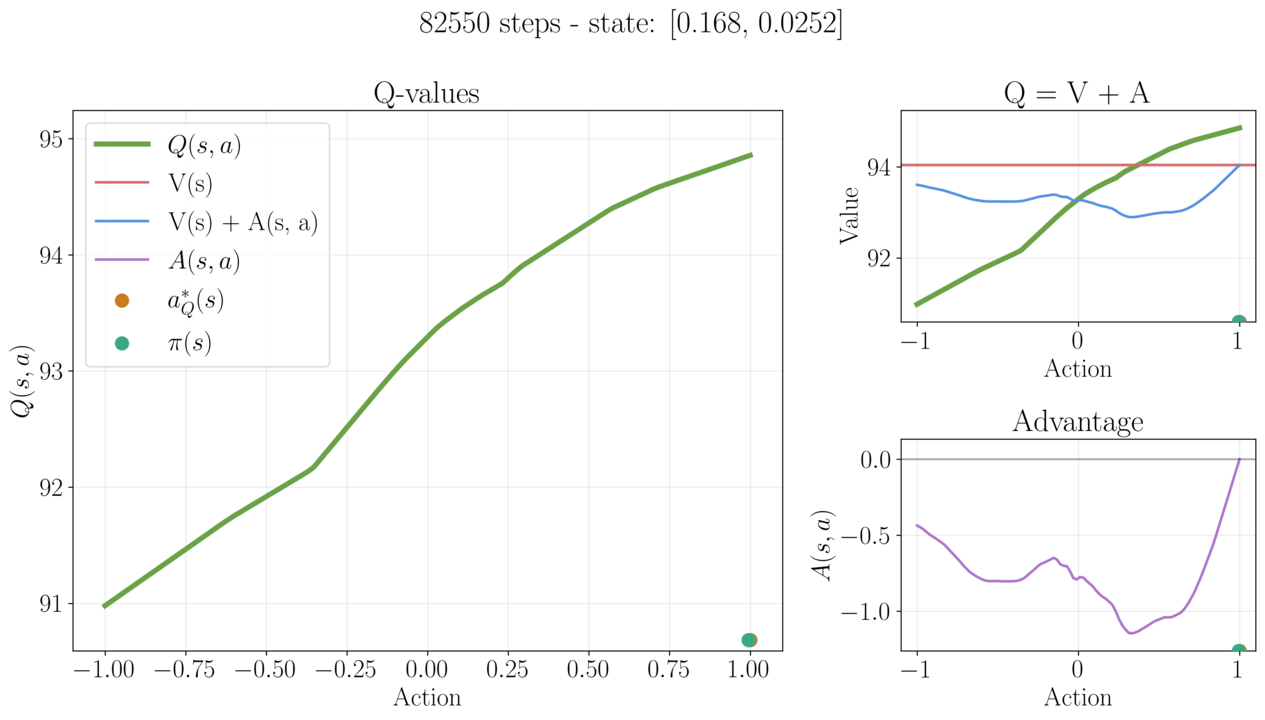 82550 steps - state: [0.168, 0.0252]
Q-values
Q(s, a)
V(s)
V(s) + A(s, a)
A(s, a)
a*Q(s)
π(s)
95
94
93
92
91
Q(s, a)
−1.00 −0.75 −0.50 −0.25 0.00 0.25 0.50 0.75 1.00
Action
Q = V + A
94
92
Value
−1 0 1
Action
Advantage
0.0
−0.5
−1.0
A(s, a)
−1 0 1
Action